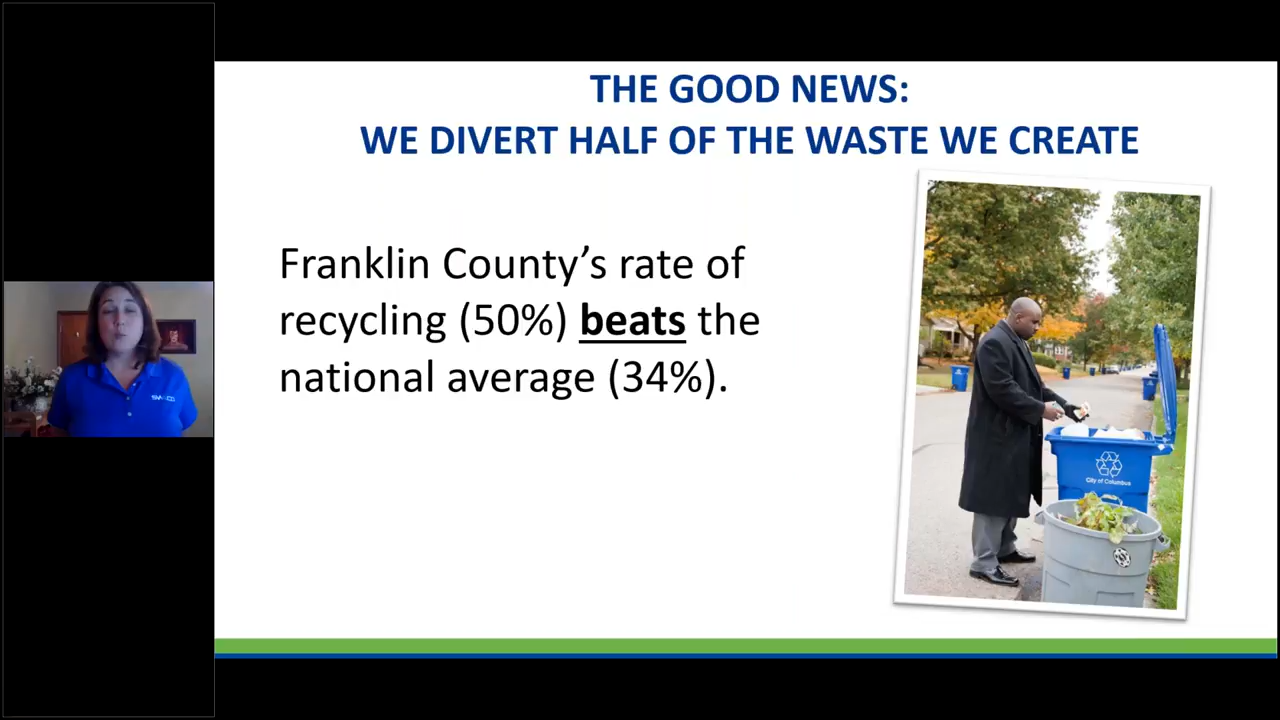 THE GOOD NEWS:
WE DIVERT HALF OF THE WASTE WE CREATE
Franklin County’s rate of
recycling (50%) beats the
national average (34%).
City of Columbus
SWACO